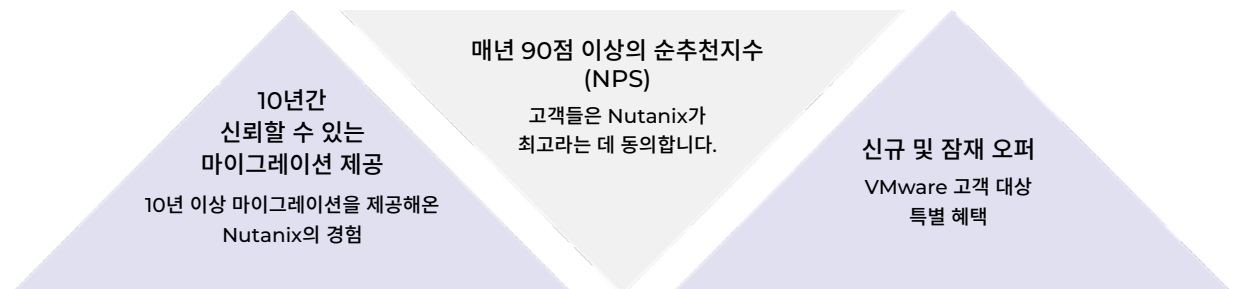 10년간
신뢰할 수 있는
마이그레이션 제공
10년 이상 마이그레이션을 제공해온
Nutanix의 경험
매년 90점 이상의 순추천지수
(NPS)
고객들은 Nutanix가
최고라는 데 동의합니다.
신규 및 잠재 오퍼
VMware 고객 대상
특별 혜택